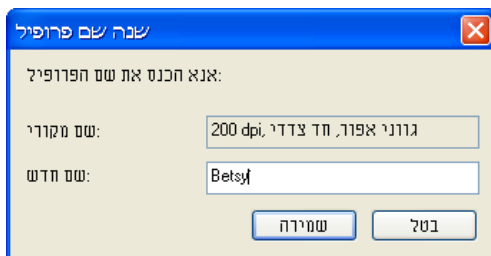 שנה שם פרופיל
אנא הכנס את שם הפרופיל:
שם מקורי:
200 dpi, גווני אפור, חד צדדי
שם חדש:
Betsy
שמירה
בטל